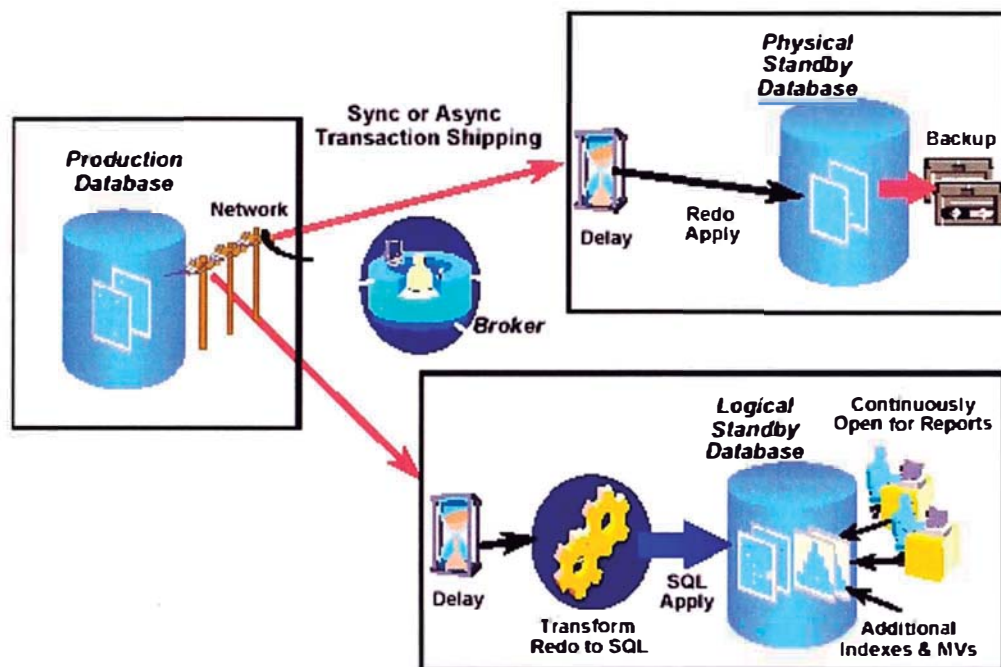 Production
Database
Network
Sync or Async
Transaction Shipping
Broker
Physical
Standby
Database
Delay
Redo
Apply
Backup
Delay
Transform
Redo to SQL
SQL
Apply
Logical
Standby
Database
Continuously
Open for Reports
Additional
Indexes & MVs